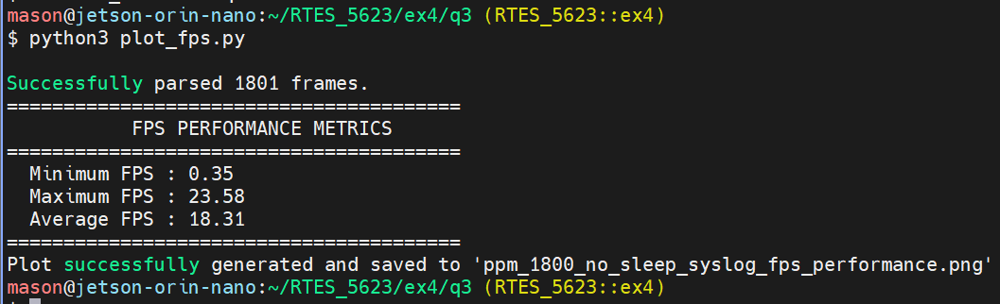 mason@jetson-orin-nano:~/RTES_5623/ex4/q3 (RTES_5623::ex4)
$ python3 plot_fps.py
Successfully parsed 1801 frames.
========================================
           FPS PERFORMANCE METRICS
========================================
  Minimum FPS : 0.35
  Maximum FPS : 23.58
  Average FPS : 18.31
========================================
Plot successfully generated and saved to 'ppm_1800_no_sleep_syslog_fps_performance.png'
mason@jetson-orin-nano:~/RTES_5623/ex4/q3 (RTES_5623::ex4)